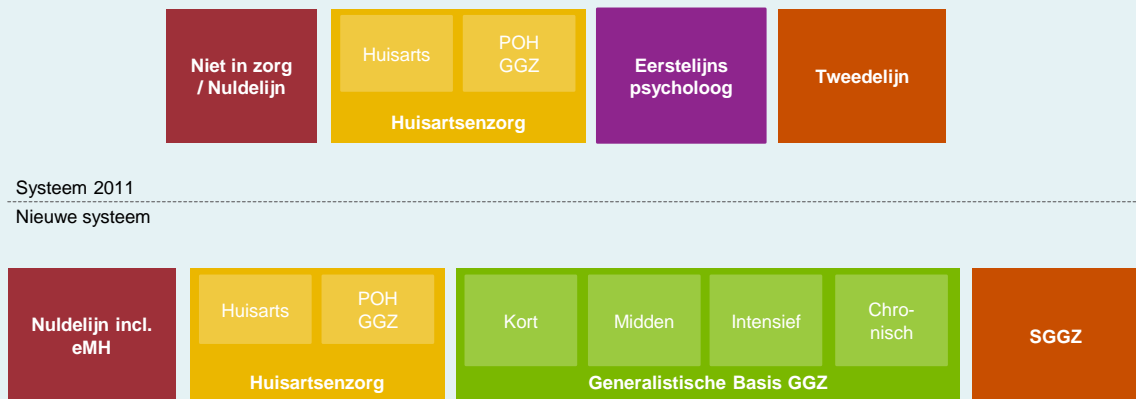 Niet in zorg
/ Nuldelijn
Huisarts
POH
GGZ
Huisartsenzorg
Eerstelijns
psycholoog
Tweedelijn
Systeem 2011
Nieuwe systeem
Nuldelijn incl.
eMH
Huisarts
POH
GGZ
Huisartsenzorg
Kort
Midden
Intensief
Chro-
nisch
Generalistische Basis GGZ
SGGZ